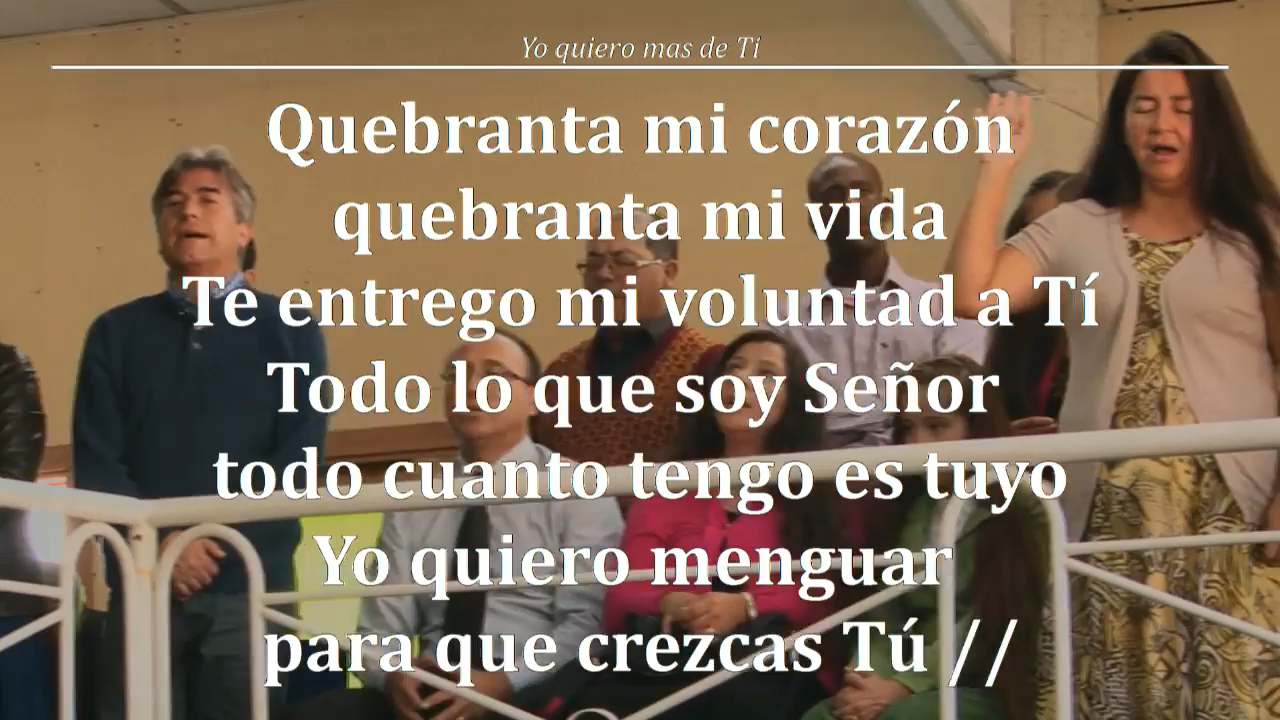 Yo quiero mas de Ti
Quebranta mi corazón
quebranta mi vida
Te entrego mi voluntad a Tí
Todo lo que soy Señor
todo cuanto tengo es tuyo
Yo quiero menguar
para que crezcas Tú //